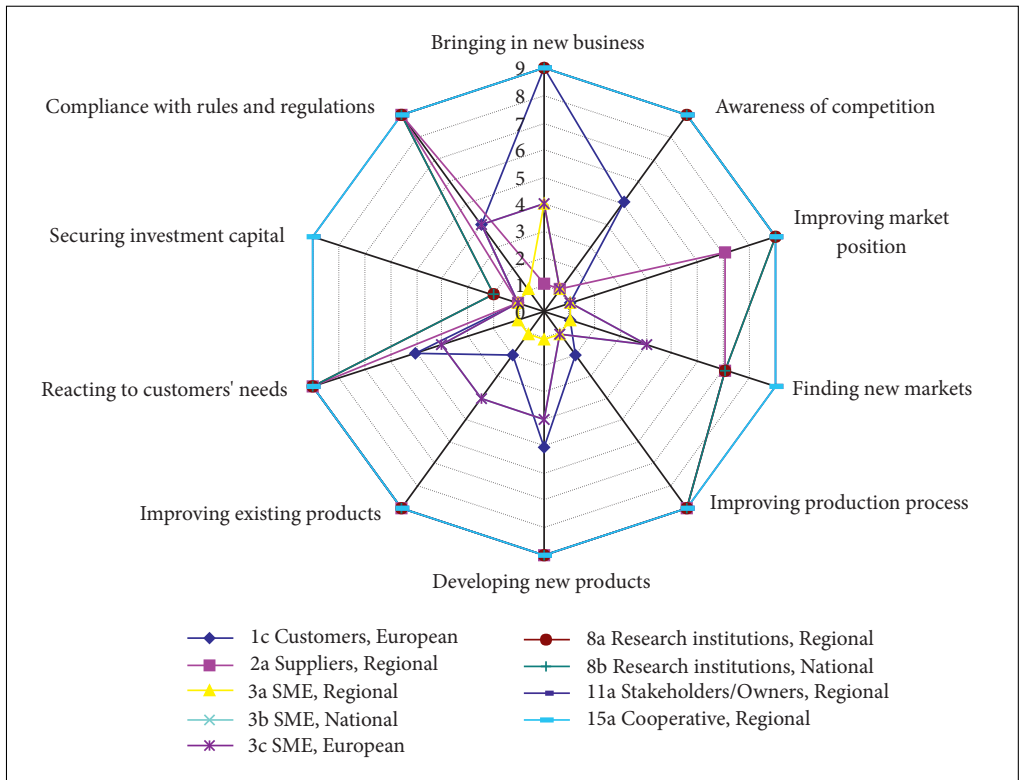 Bringing in new business
9
Compliance with rules and regulations
8
Awareness of competition
7
6
5
Securing investment capital
4
Improving market
position
3
2
1
0
Reacting to customers' needs
Finding new markets
Improving existing products
Improving production process
Developing new products
1c Customers, European
2a Suppliers, Regional
3a SME, Regional
3b SME, National
3c SME, European
8a Research institutions, Regional
8b Research institutions, National
11a Stakeholders/Owners, Regional
15a Cooperative, Regional